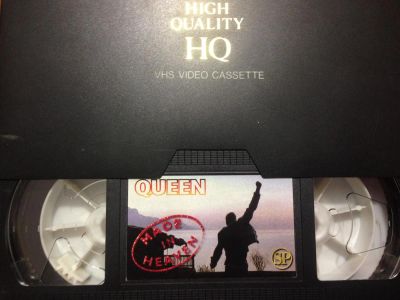 HIGH
QUALITY
HQ
VHS VIDEO CASSETTE
QUEEN
MADE
IN
HEAVEN
SP